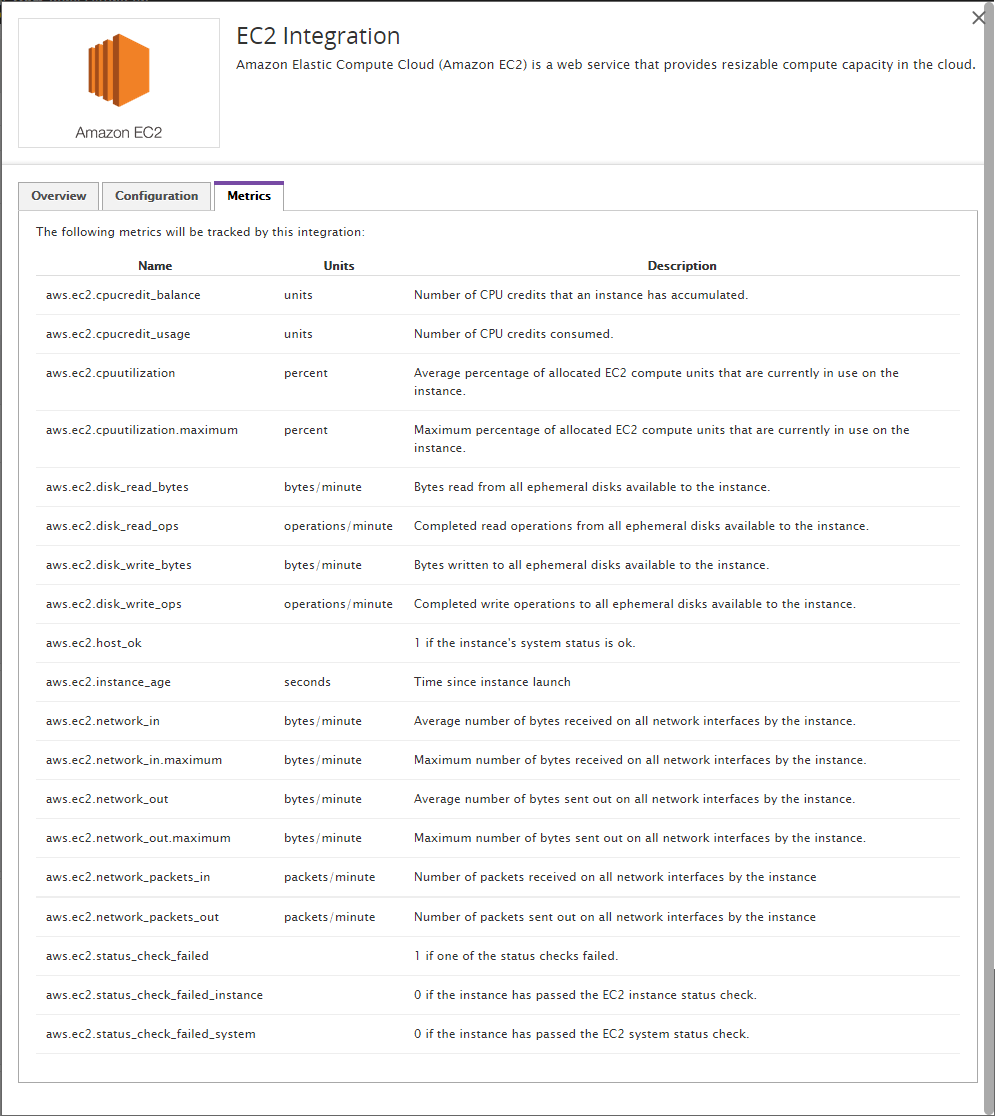 EC2 Integration
Amazon Elastic Compute Cloud (Amazon EC2) is a web service that provides resizable compute capacity in the cloud.
Amazon EC2
Overview Configuration Metrics
The following metrics will be tracked by this integration:
Name Units Description
aws.ec2.cpucredit_balance units Number of CPU credits that an instance has accumulated.
aws.ec2.cpucredit_usage units Number of CPU credits consumed.
aws.ec2.cpuutilization percent Average percentage of allocated EC2 compute units that are currently in use on the
instance.
aws.ec2.cpuutilization.maximum percent Maximum percentage of allocated EC2 compute units that are currently in use on the
instance.
aws.ec2.disk_read_bytes bytes/minute Bytes read from all ephemeral disks available to the instance.
aws.ec2.disk_read_ops operations/minute Completed read operations from all ephemeral disks available to the instance.
aws.ec2.disk_write_bytes bytes/minute Bytes written to all ephemeral disks available to the instance.
aws.ec2.disk_write_ops operations/minute Completed write operations to all ephemeral disks available to the instance.
aws.ec2.host_ok 1 if the instance's system status is ok.
aws.ec2.instance_age seconds Time since instance launch
aws.ec2.network_in bytes/minute Average number of bytes received on all network interfaces by the instance.
aws.ec2.network_in.maximum bytes/minute Maximum number of bytes received on all network interfaces by the instance.
aws.ec2.network_out bytes/minute Average number of bytes sent out on all network interfaces by the instance.
aws.ec2.network_out.maximum bytes/minute Maximum number of bytes sent out on all network interfaces by the instance.
aws.ec2.network_packets_in packets/minute Number of packets received on all network interfaces by the instance
aws.ec2.network_packets_out packets/minute Number of packets sent out on all network interfaces by the instance
aws.ec2.status_check_failed 1 if one of the status checks failed.
aws.ec2.status_check_failed_instance 0 if the instance has passed the EC2 instance status check.
aws.ec2.status_check_failed_system 0 if the instance has passed the EC2 system status check.